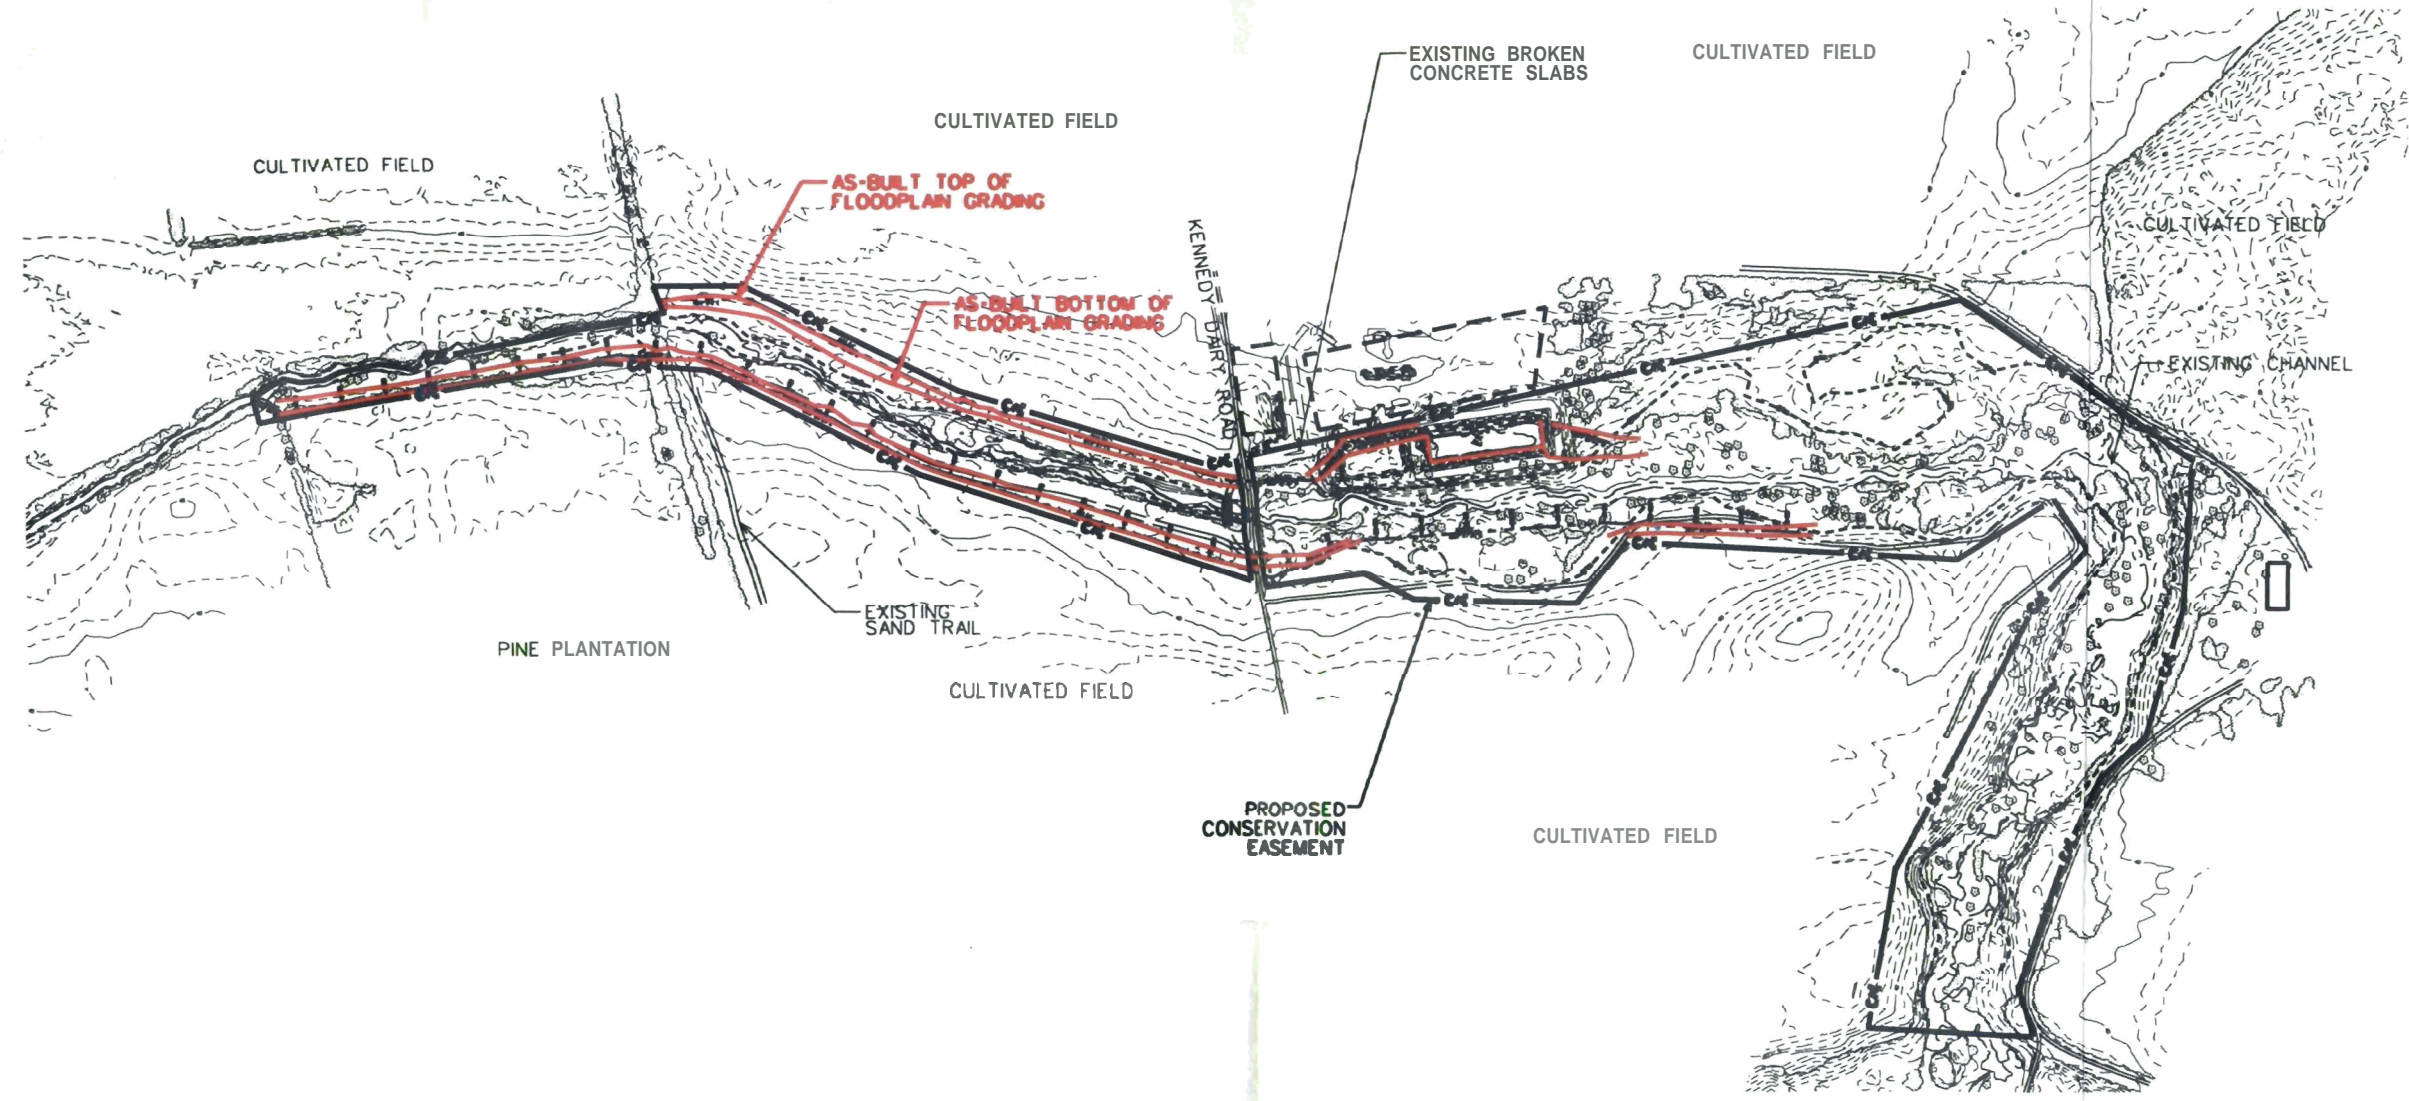 EXISTING BROKEN
CONCRETE SLABS
CULTIVATED FIELD
CULTIVATED FIELD
CULTIVATED FIELD
AS-BUILT TOP OF
FLOODPLAIN GRADING
CULTIVATED FIELD
KENNEDY DAIRY ROAD
AS-BUILT BOTTOM OF
FLOODPLAIN GRADING
EXISTING CHANNEL
EXISTING
SAND TRAIL
PINE PLANTATION
CULTIVATED FIELD
PROPOSED
CONSERVATION
EASEMENT
CULTIVATED FIELD